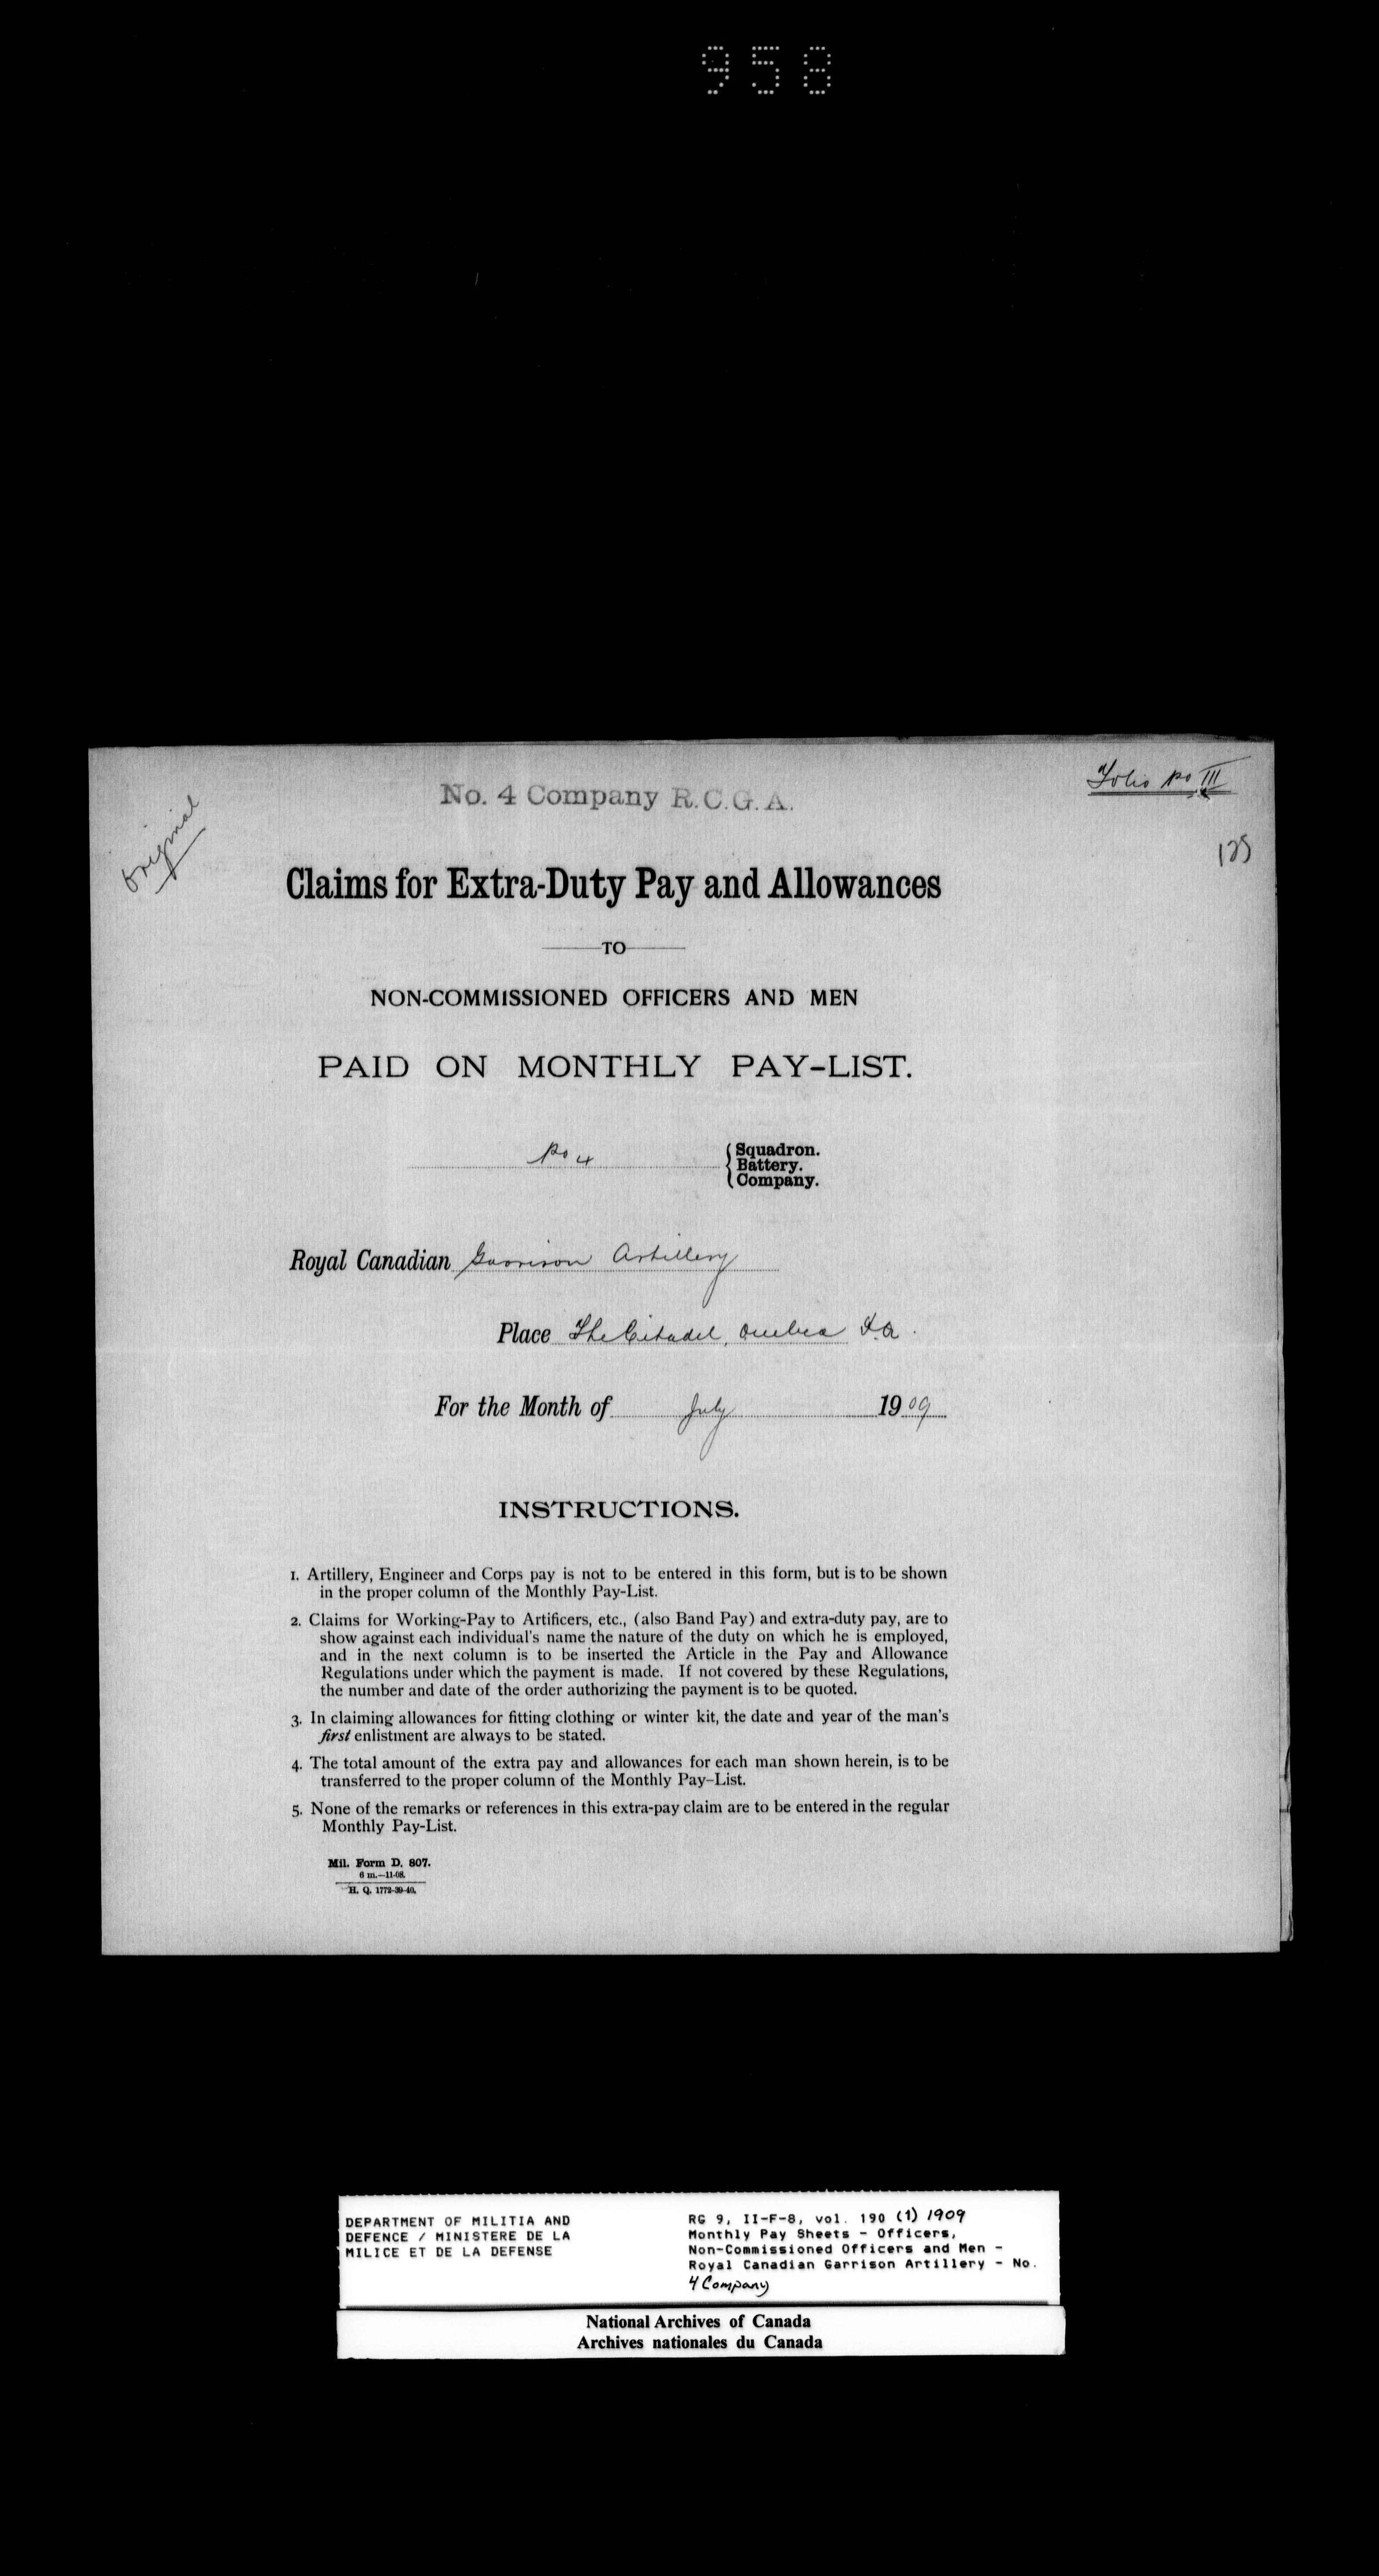 958
Folio No III
No. 4 Company R.C.G.A.
Original
Claims for Extra-Duty Pay and Allowances
TO
NON-COMMISSIONED OFFICERS AND MEN
PAID ON MONTHLY PAY-LIST.
No 4
Squadron.
Battery.
Company.
Royal Canadian Garrison Artillery
Place The Citadel, Quebec
For the Month of July 1909
INSTRUCTIONS.
1. Artillery, Engineer and Corps pay is not to be entered in this form, but is to be shown
in the proper column of the Monthly Pay-List.
2. Claims for Working-Pay to Artificers, etc., (also Band Pay) and extra-duty pay, are to
show against each individual's name the nature of the duty on which he is employed,
and in the next column is to be inserted the Article in the Pay and Allowance
Regulations under which the payment is made. If not covered by these Regulations,
the number and date of the order authorizing the payment is to be quoted.
3. In claiming allowances for fitting clothing or winter kit, the date and year of the man's
first enlistment are always to be stated.
4. The total amount of the extra pay and allowances for each man shown herein, is to be
transferred to the proper column of the Monthly Pay-List.
5. None of the remarks or references in this extra-pay claim are to be entered in the regular
Monthly Pay-List.
Mil. Form D. 807.
6 m.—11-08.
H. Q. 1772-39-40.
DEPARTMENT OF MILITIA AND
DEFENCE / MINISTERE DE LA
MILICE ET DE LA DEFENSE
RG 9, II-F-8, vol. 190 (1) 1909
Monthly Pay Sheets - Officers,
Non-Commissioned Officers and Men -
Royal Canadian Garrison Artillery - No.
4 Company
National Archives of Canada
Archives nationales du Canada